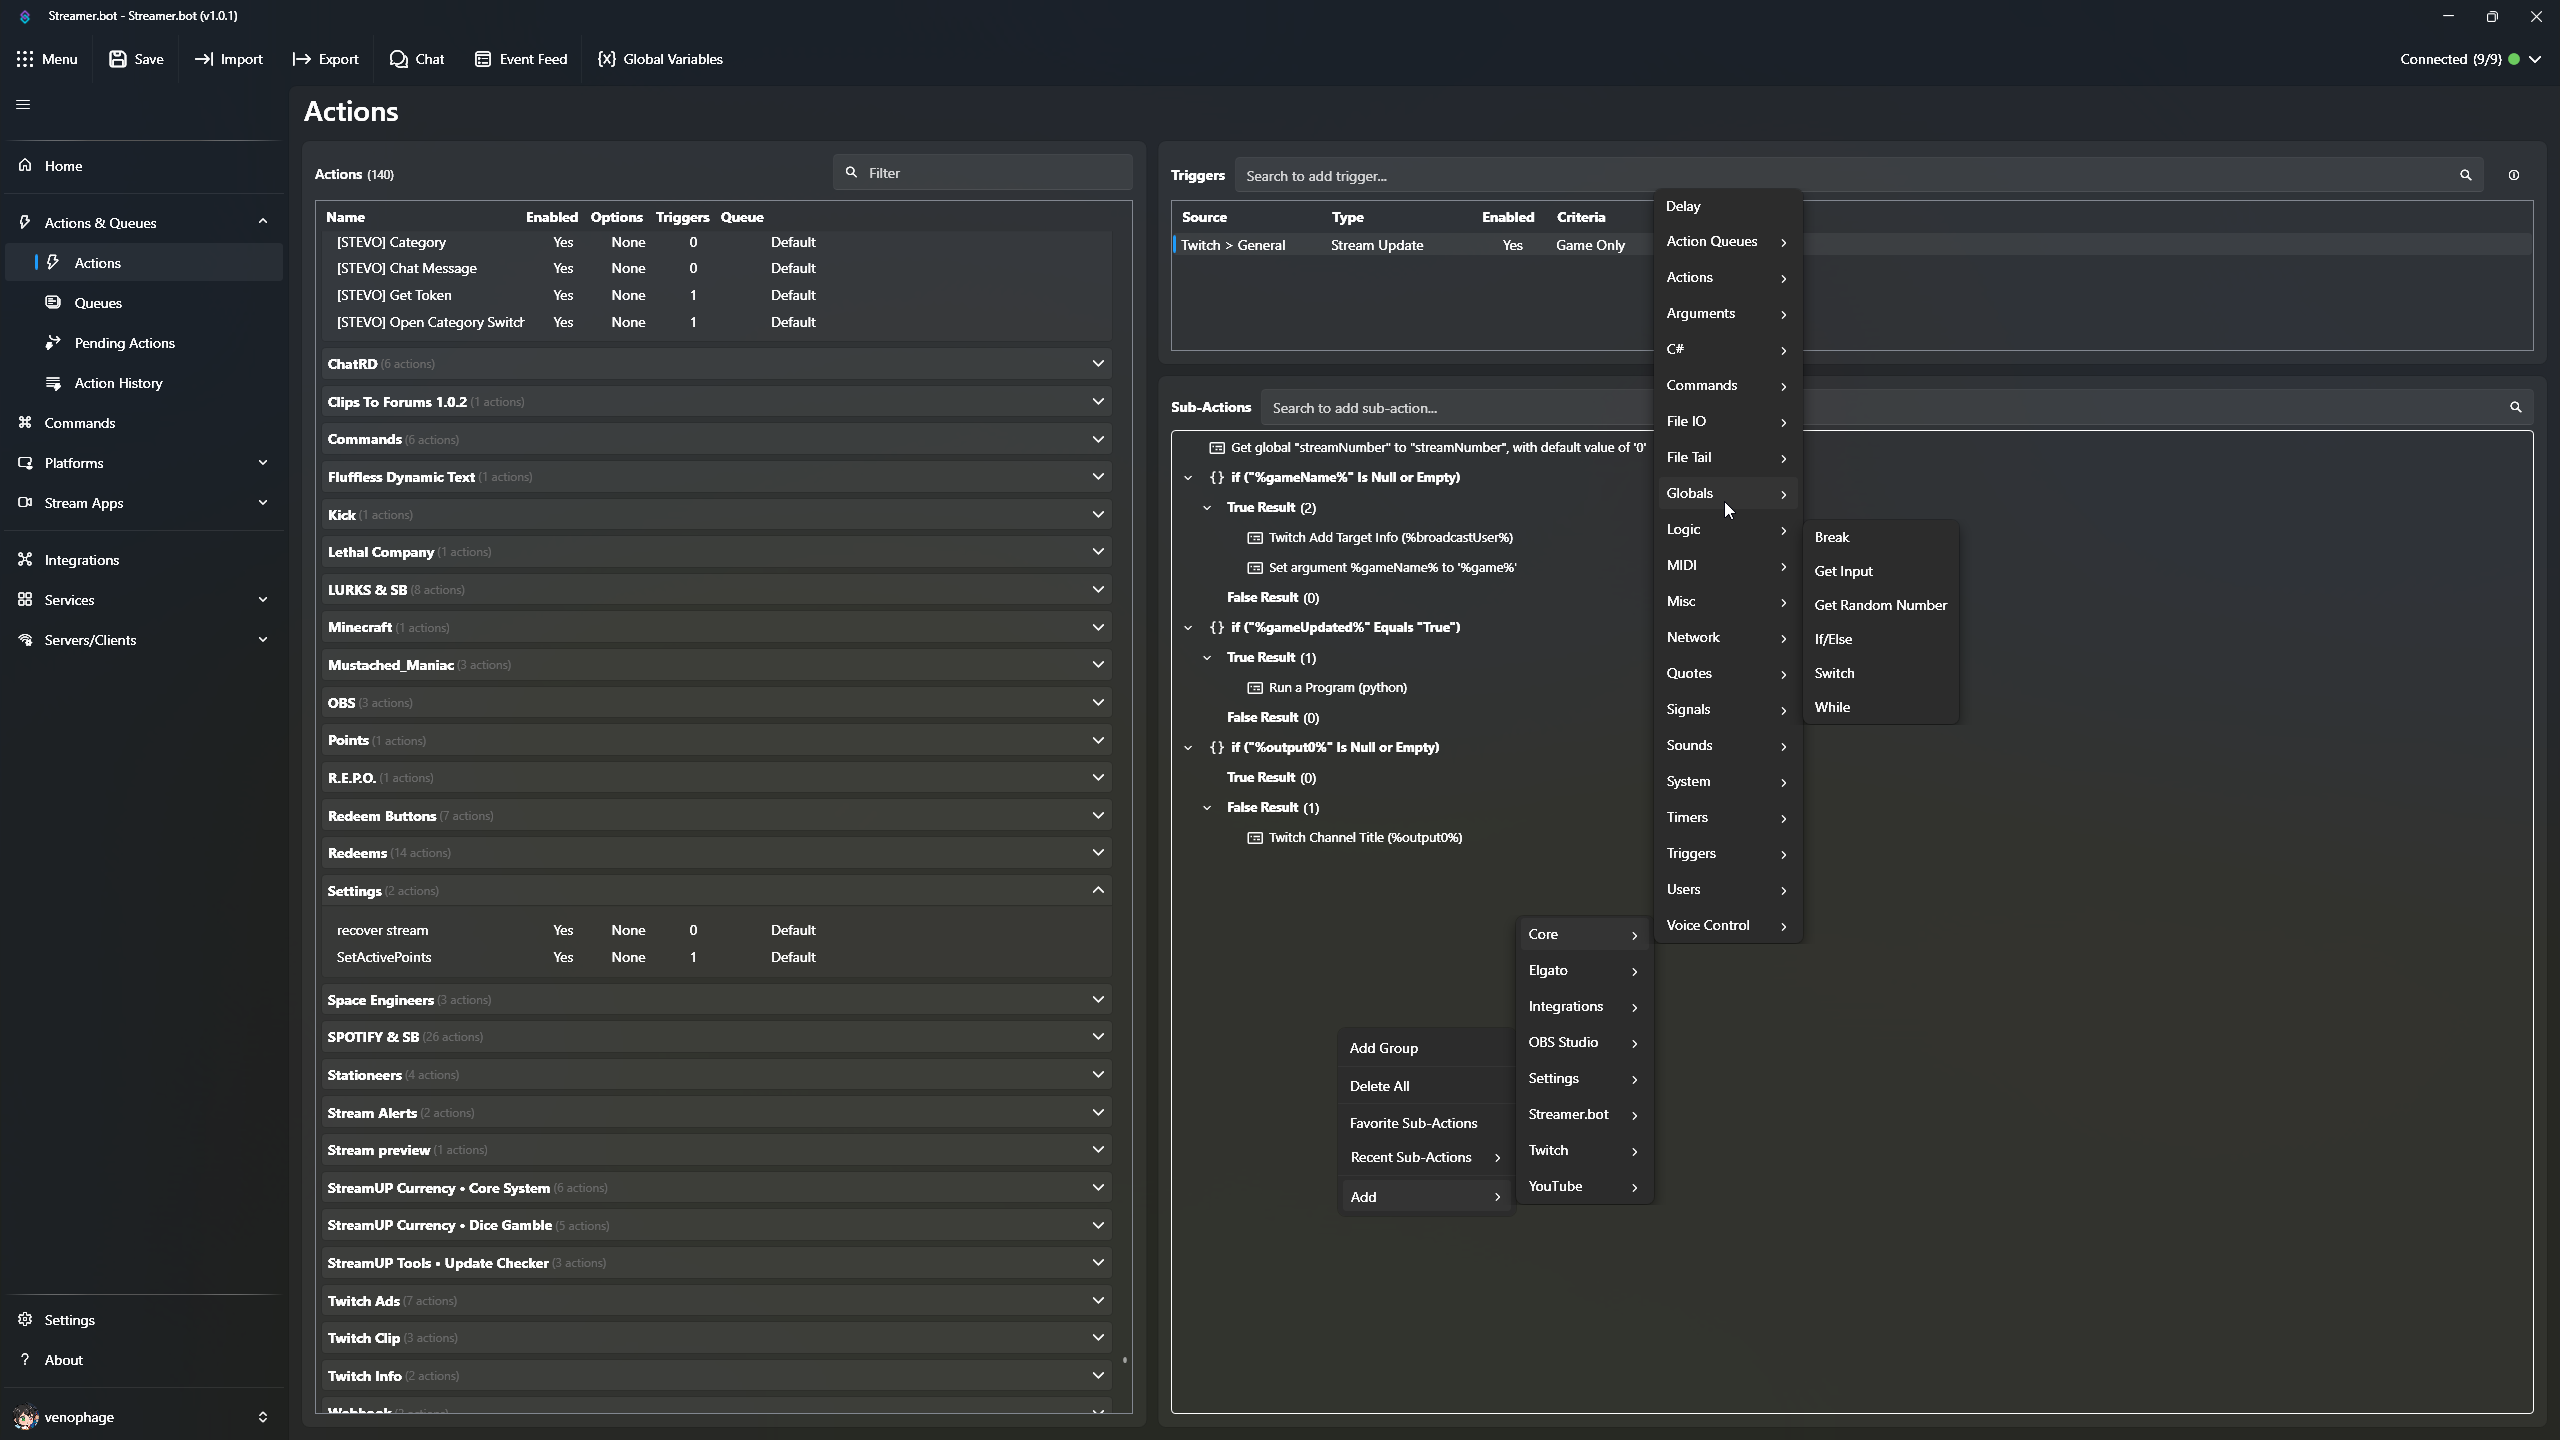 Streamer.bot - Streamer.bot (v1.0.1)
Menu
Save
Import
Export
Chat
Event Feed
Global Variables
Connected (9/9)
Home
Actions & Queues
Actions
Queues
Pending Actions
Action History
Commands
Platforms
Stream Apps
Integrations
Services
Servers/Clients
Settings
? About
venophage
Actions
Actions (140)
Filter
Name Enabled Options Triggers Queue
[STEVO] Category Yes None 0 Default
[STEVO] Chat Message Yes None 0 Default
[STEVO] Get Token Yes None 1 Default
[STEVO] Open Category Switch Yes None 1 Default
ChatRD (6 actions)
Clips To Forums 1.0.2 (1 actions)
Commands (6 actions)
Fluffless Dynamic Text (1 actions)
Kick (1 actions)
Lethal Company (1 actions)
LURKS & SB (8 actions)
Minecraft (1 actions)
Mustached_Maniac (3 actions)
OBS (3 actions)
Points (1 actions)
R.E.P.O. (1 actions)
Redeem Buttons (7 actions)
Redeems (14 actions)
Settings (2 actions)
recover stream Yes None 0 Default
SetActivePoints Yes None 1 Default
Space Engineers (3 actions)
SPOTIFY & SB (26 actions)
Stationeers (4 actions)
Stream Alerts (2 actions)
Stream preview (1 actions)
StreamUP Currency • Core System (6 actions)
StreamUP Currency • Dice Gamble (5 actions)
StreamUP Tools • Update Checker (3 actions)
Twitch Ads (7 actions)
Twitch Clip (3 actions)
Twitch Info (2 actions)
Triggers
Search to add trigger...
Source Type Enabled Criteria
Twitch > General Stream Update Yes Game Only
Sub-Actions
Search to add sub-action...
Get global "streamNumber" to "streamNumber", with default value of '0'
{} if ("%gameName%" Is Null or Empty)
True Result (2)
Twitch Add Target Info (%broadcastUser%)
Set argument %gameName% to '%game%'
False Result (0)
{} if ("%gameUpdated%" Equals "True")
True Result (1)
Run a Program (python)
False Result (0)
{} if ("%output0%" Is Null or Empty)
True Result (0)
False Result (1)
Twitch Channel Title (%output0%)
Add Group
Delete All
Favorite Sub-Actions
Recent Sub-Actions
Add
Core
Elgato
Integrations
OBS Studio
Settings
Streamer.bot
Twitch
YouTube
Delay
Action Queues
Actions
Arguments
C#
Commands
File IO
File Tail
Globals
Logic
MIDI
Misc
Network
Quotes
Signals
Sounds
System
Timers
Triggers
Users
Voice Control
Break
Get Input
Get Random Number
If/Else
Switch
While